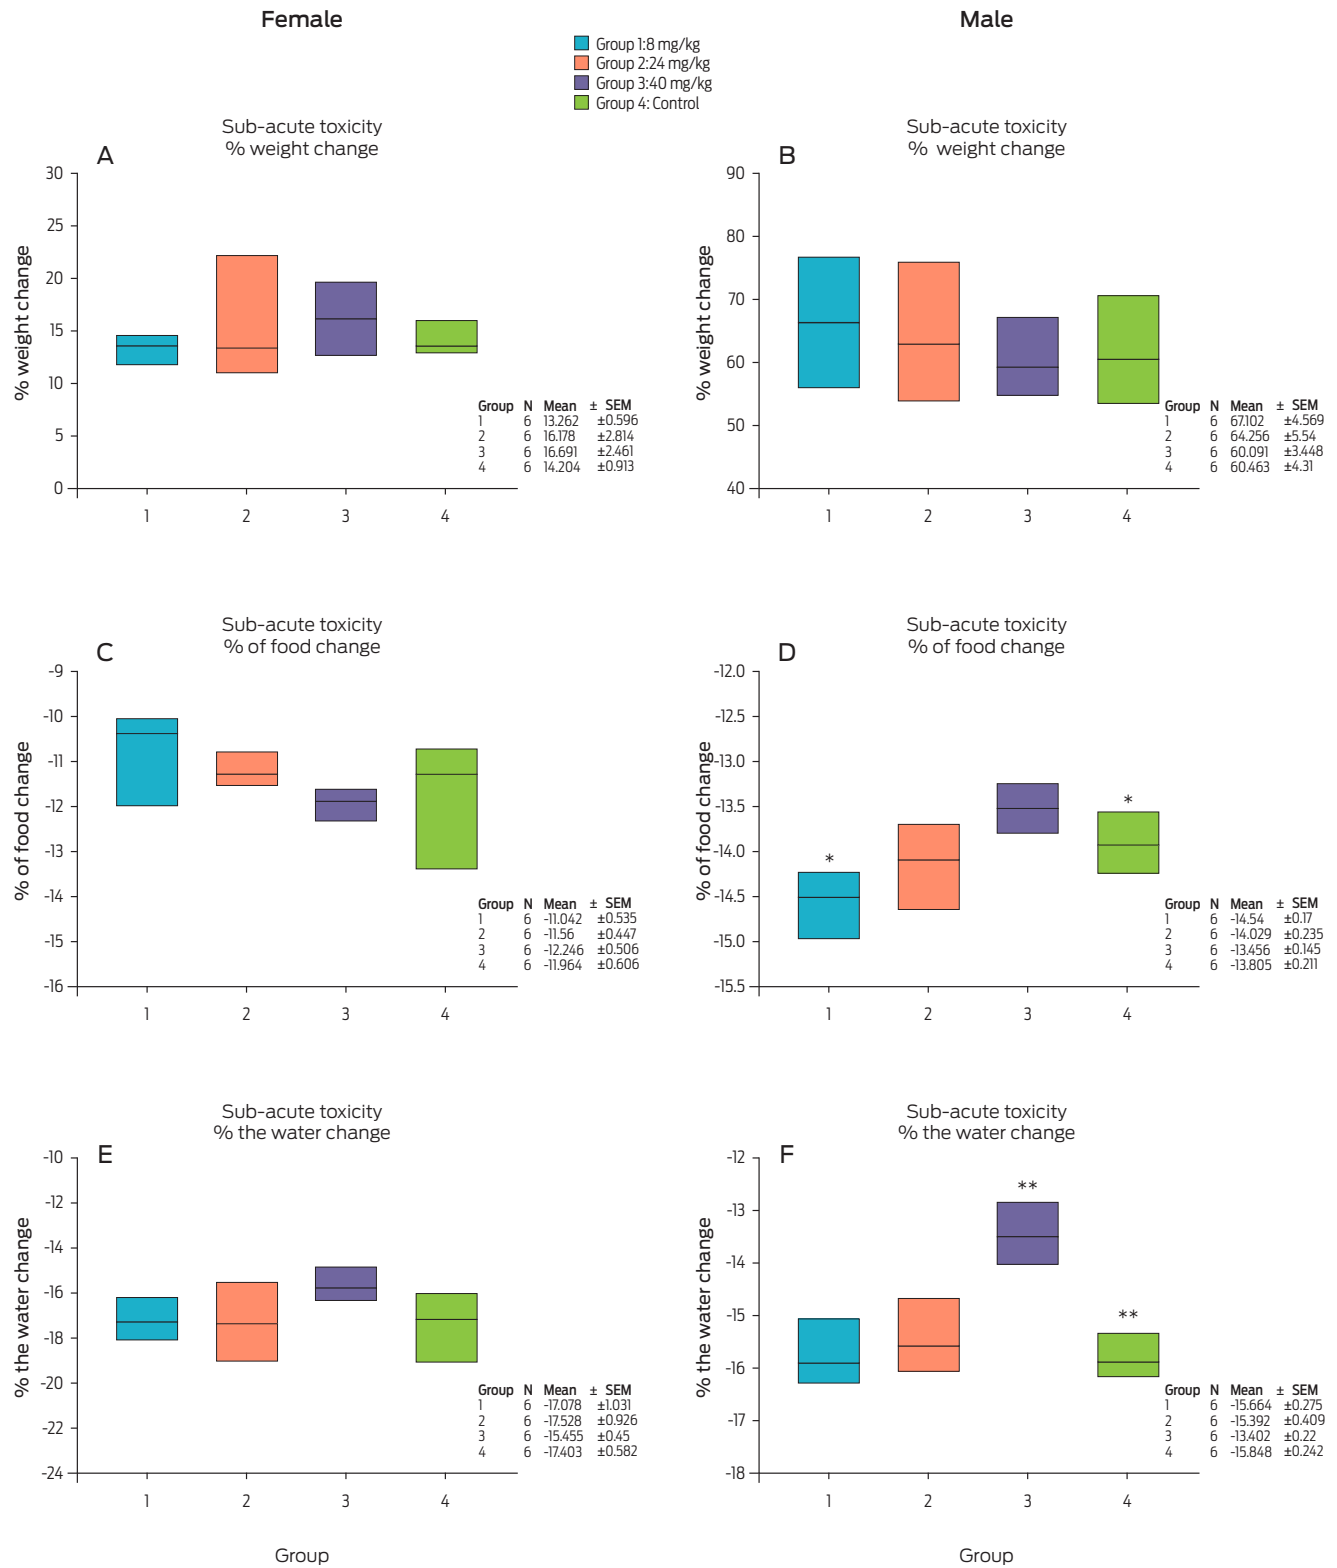 Female
Male
Group 1:8 mg/kg
Group 2:24 mg/kg
Group 3:40 mg/kg
Group 4: Control
Sub-acute toxicity
% weight change
A
30
25
20
15
10
5
0
% weight change
1 2 3 4
Group N Mean ± SEM
1 6 13.262 ±0.596
2 6 16.178 ±2.814
3 6 16.691 ±2.461
4 6 14.204 ±0.913
Sub-acute toxicity
% weight change
B
90
80
70
60
50
40
% weight change
1 2 3 4
Group N Mean ± SEM
1 6 67.102 ±4.569
2 6 64.256 ±5.54
3 6 60.091 ±3.448
4 6 60.463 ±4.31
Sub-acute toxicity
% of food change
C
-9
-10
-11
-12
-13
-14
-15
-16
% of food change
1 2 3 4
Group N Mean ± SEM
1 6 -11.042 ±0.535
2 6 -11.56 ±0.447
3 6 -12.246 ±0.506
4 6 -11.964 ±0.606
Sub-acute toxicity
% of food change
D
-12.0
-12.5
-13.0
-13.5
-14.0
-14.5
-15.0
-15.5
% of food change
*
*
1 2 3 4
Group N Mean ± SEM
1 6 -14.54 ±0.17
2 6 -14.029 ±0.235
3 6 -13.456 ±0.145
4 6 -13.805 ±0.211
Sub-acute toxicity
% the water change
E
-10
-12
-14
-16
-18
-20
-22
-24
% the water change
1 2 3 4
Group N Mean ± SEM
1 6 -17.078 ±1.031
2 6 -17.528 ±0.926
3 6 -15.455 ±0.45
4 6 -17.403 ±0.582
Group
Sub-acute toxicity
% the water change
F
-12
-13
-14
-15
-16
-17
-18
% the water change
**
**
1 2 3 4
Group N Mean ± SEM
1 6 -15.664 ±0.275
2 6 -15.392 ±0.409
3 6 -13.402 ±0.22
4 6 -15.848 ±0.242
Group